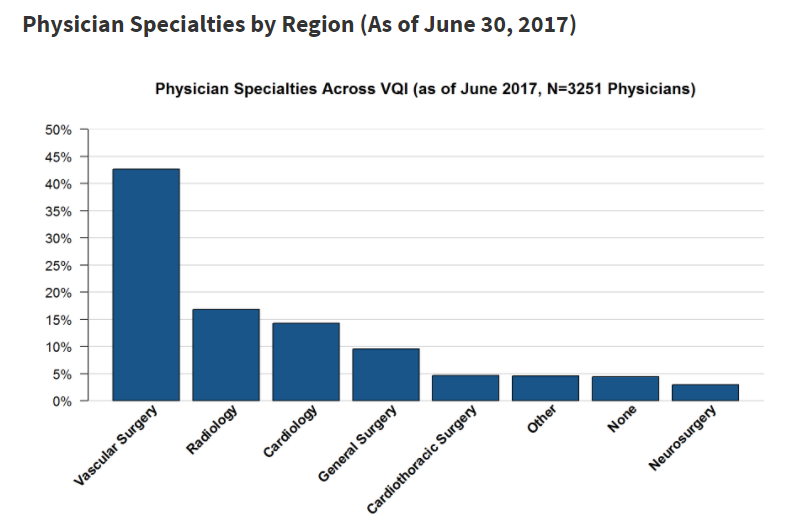 Physician Specialties by Region (As of June 30, 2017)
Physician Specialties Across VQI (as of June 2017, N=3251 Physicians)
50%
45%
40%
35%
30%
25%
20%
15%
10%
5%
0%
Vascular Surgery
Radiology
Cardiology
General Surgery
Cardiothoracic Surgery
Other
None
Neurosurgery